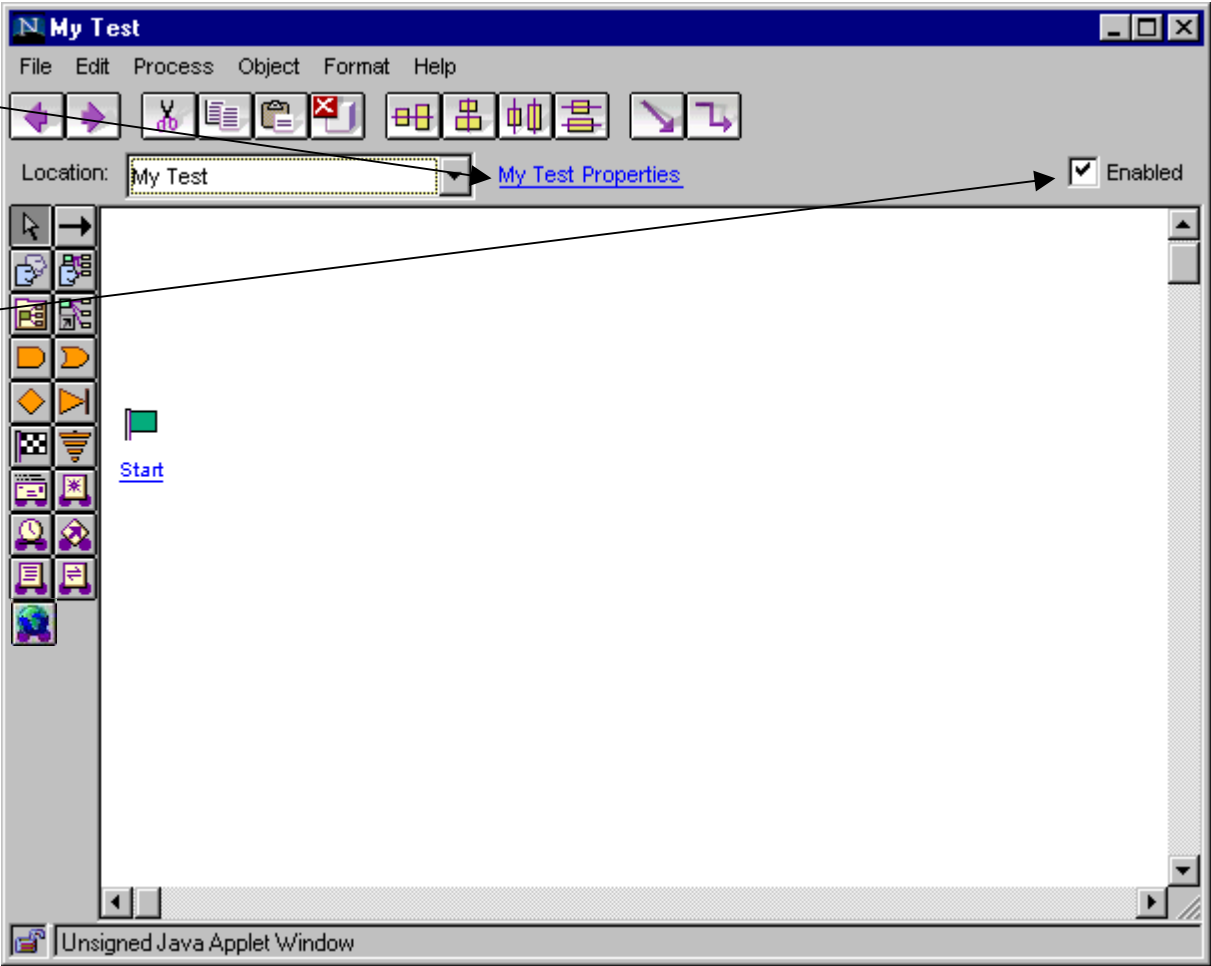 N My Test
File Edit Process Object Format Help
Location: My Test My Test Properties Enabled
Start
Unsigned Java Applet Window